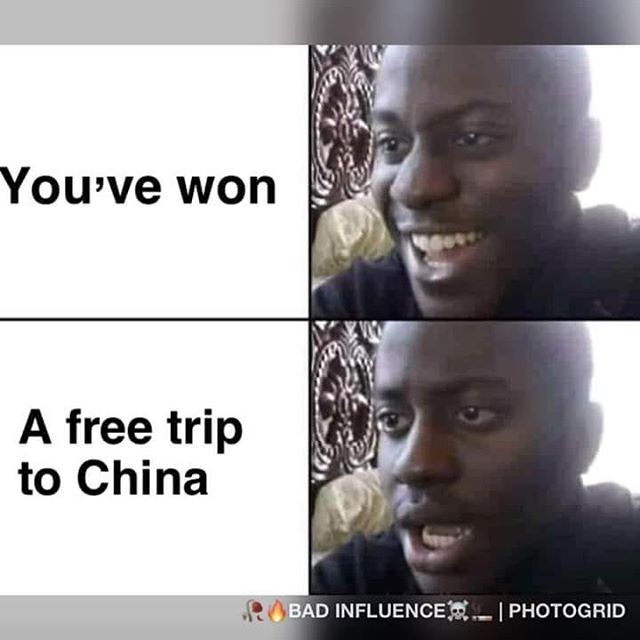 You’ve won
A free trip
to China
🥀🔥BAD INFLUENCE☠️🚬 | PHOTOGRID